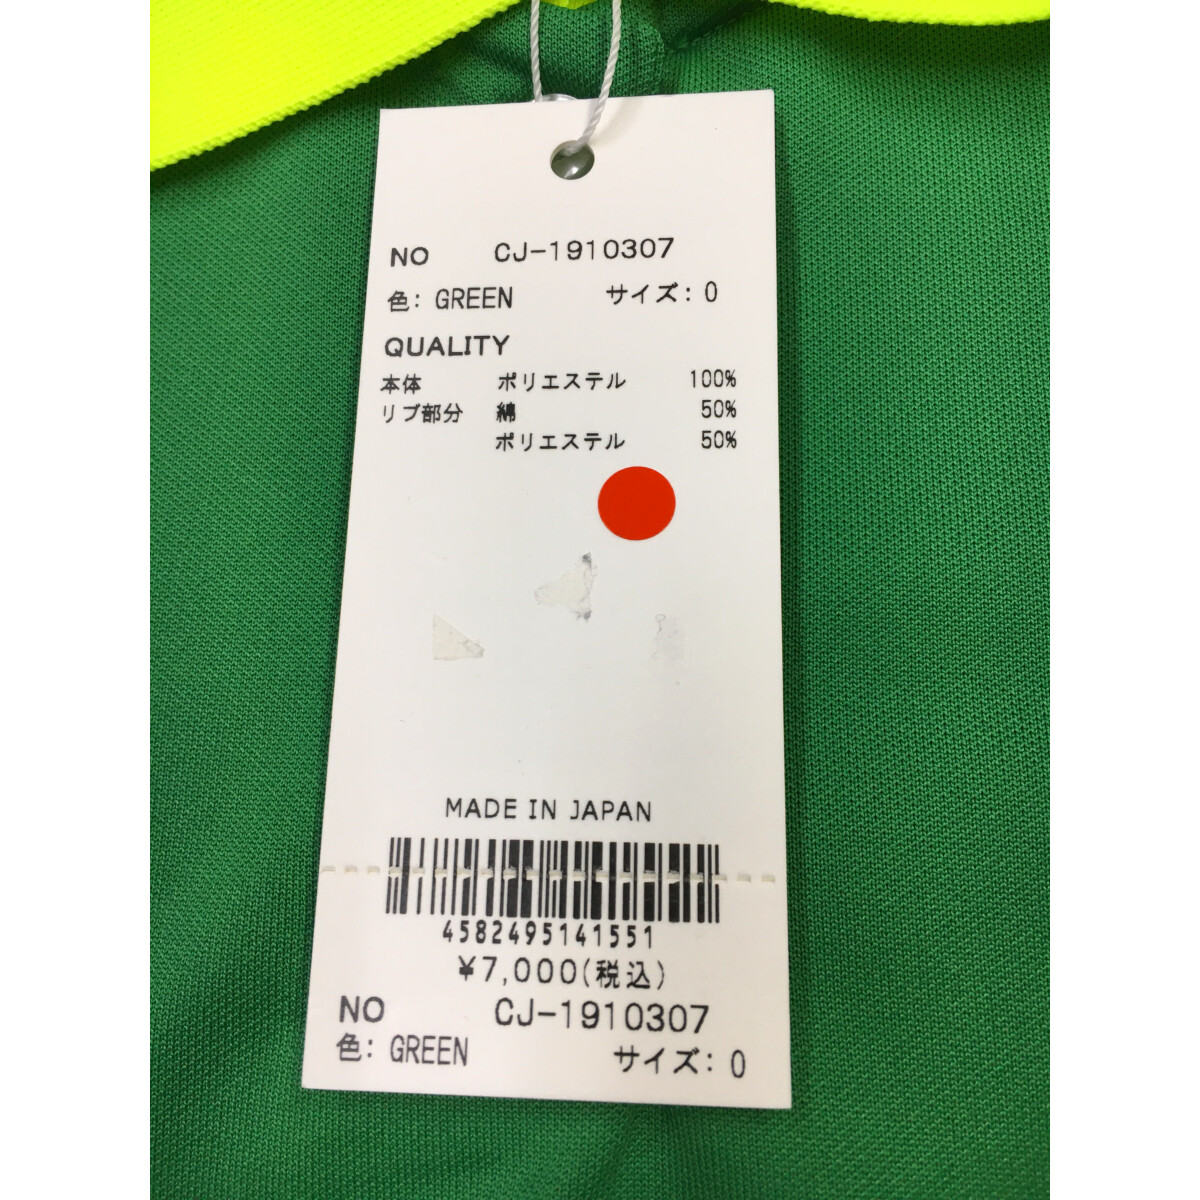 NO CJ-1910307
色: GREEN サイズ: 0
QUALITY
本体 ポリエステル 100%
リブ部分 綿 50%
ポリエステル 50%
MADE IN JAPAN
4582495141551
¥7,000(税込)
NO CJ-1910307
色: GREEN サイズ: 0